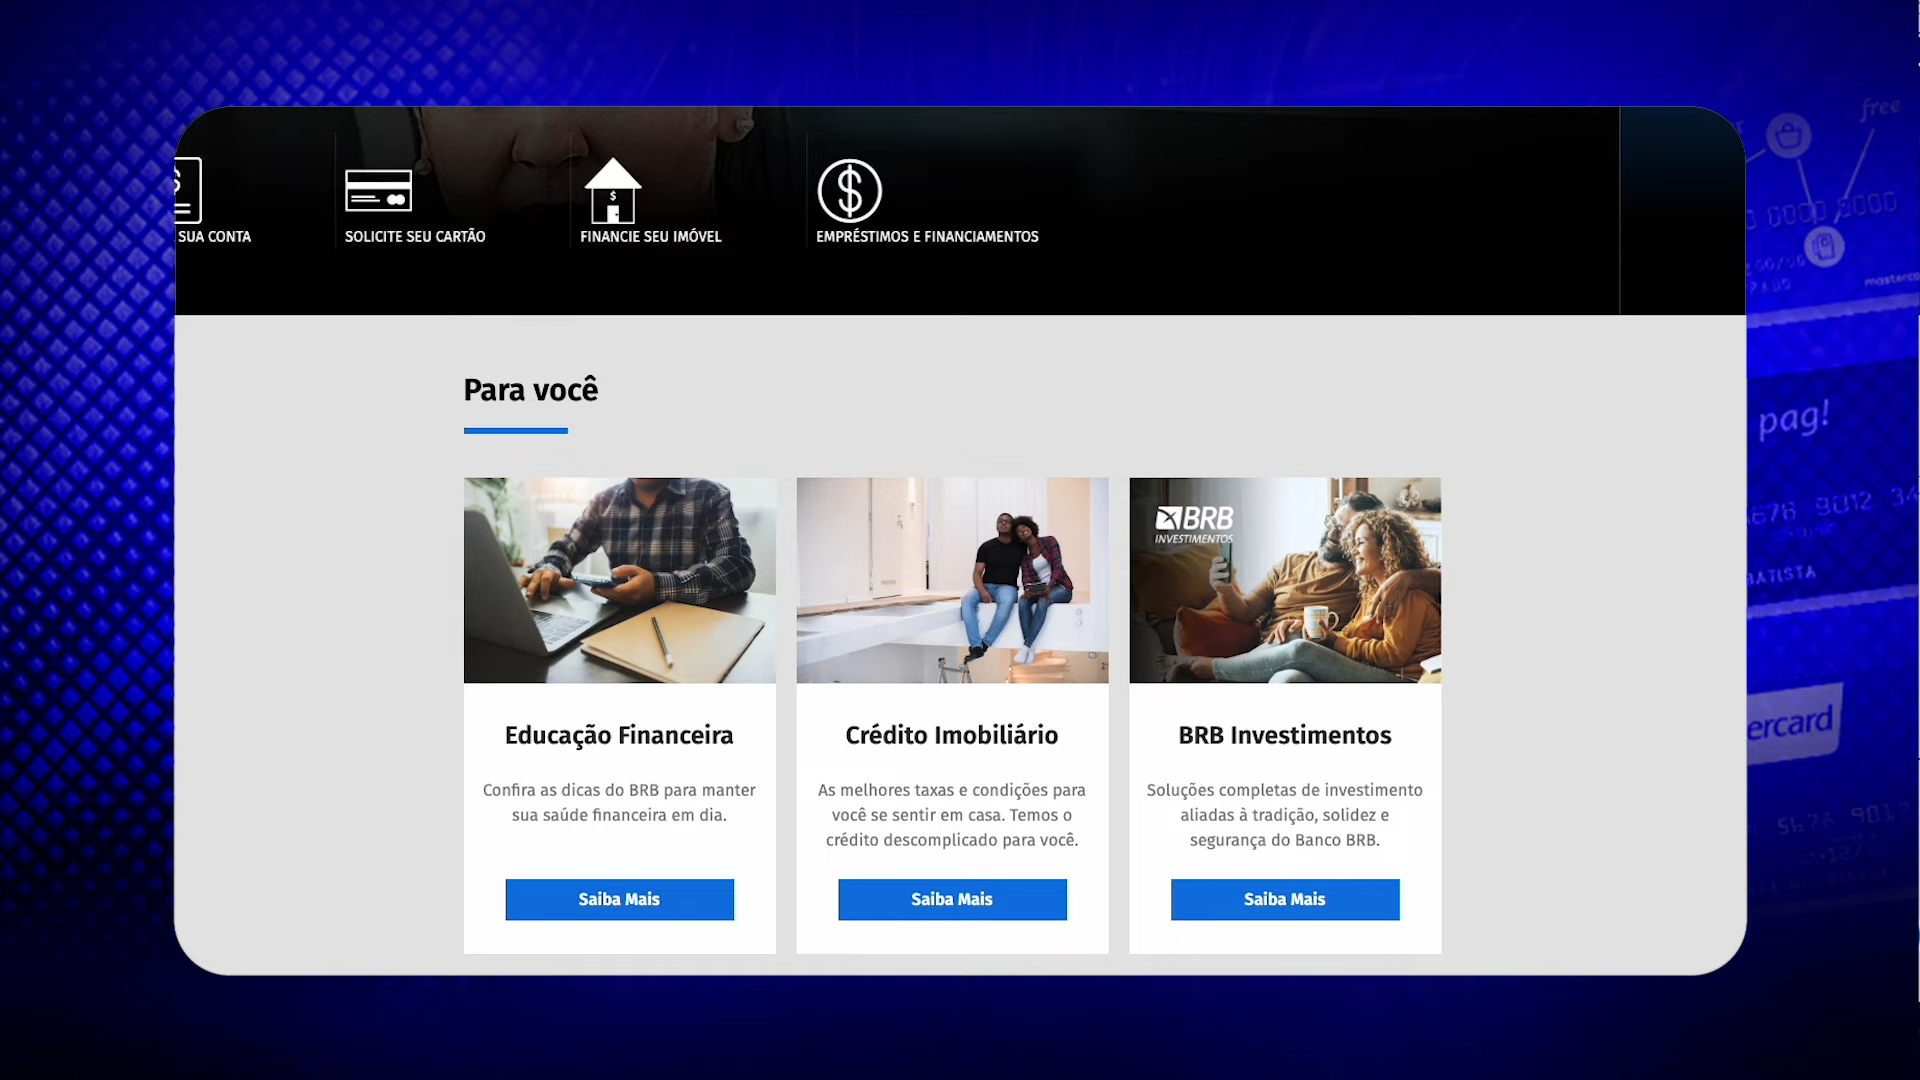 SUA CONTA
SOLICITE SEU CARTÃO
FINANCIE SEU IMÓVEL
EMPRÉSTIMOS E FINANCIAMENTOS
Para você
BRB
INVESTIMENTOS
Educação Financeira
Confira as dicas do BRB para manter
sua saúde financeira em dia.
Saiba Mais
Crédito Imobiliário
As melhores taxas e condições para
você se sentir em casa. Temos o
crédito descomplicado para você.
Saiba Mais
BRB Investimentos
Soluções completas de investimento
aliadas à tradição, solidez e
segurança do Banco BRB.
Saiba Mais
free
pag!
9012
BATISTA
ercard